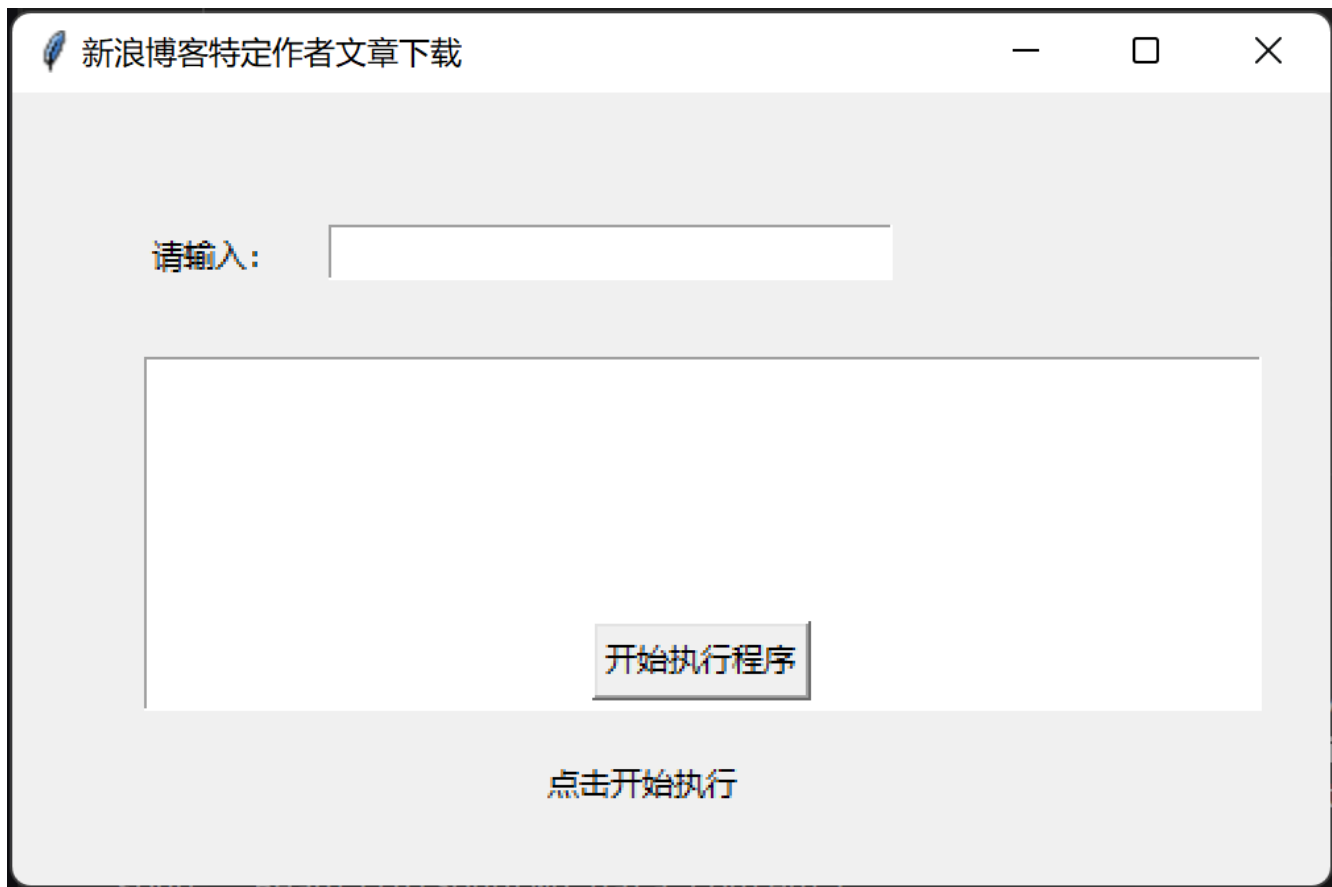 新浪博客特定作者文章下载
请输入：
开始执行程序
点击开始执行